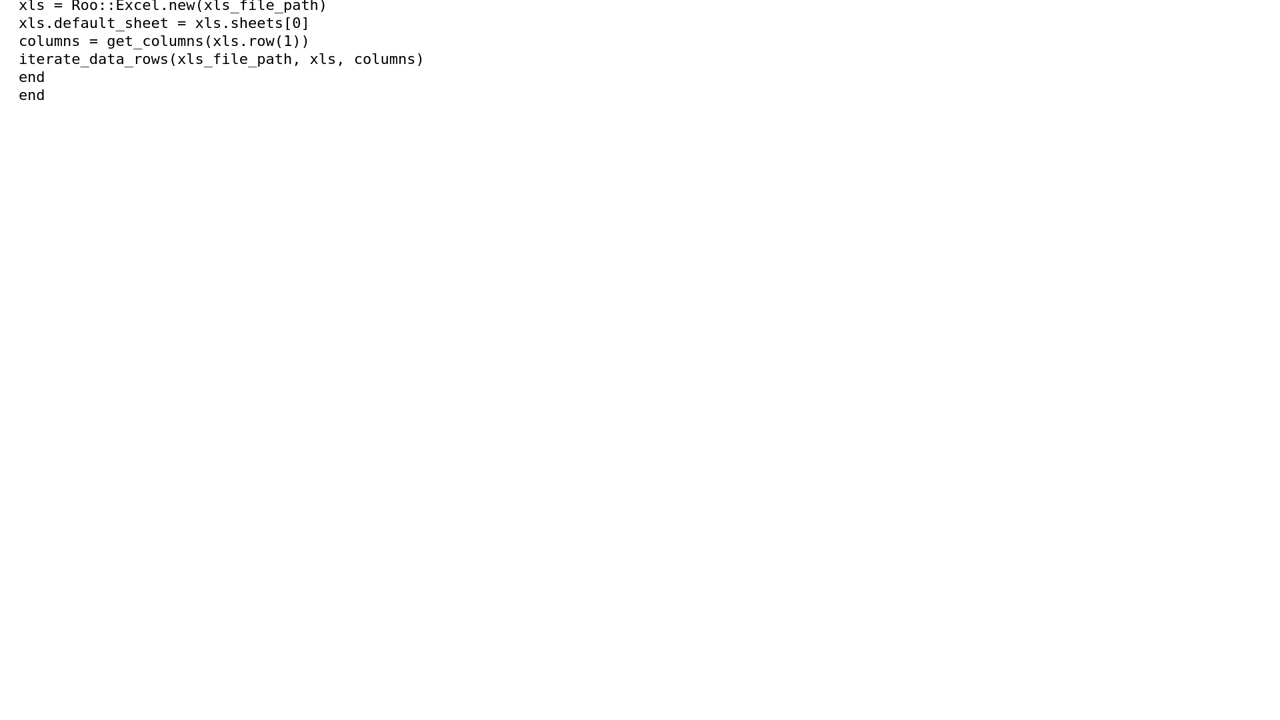 xls = Roo::Excel.new(xls_file_path)
xls.default_sheet = xls.sheets[0]
columns = get_columns(xls.row(1))
iterate_data_rows(xls_file_path, xls, columns)
end
end